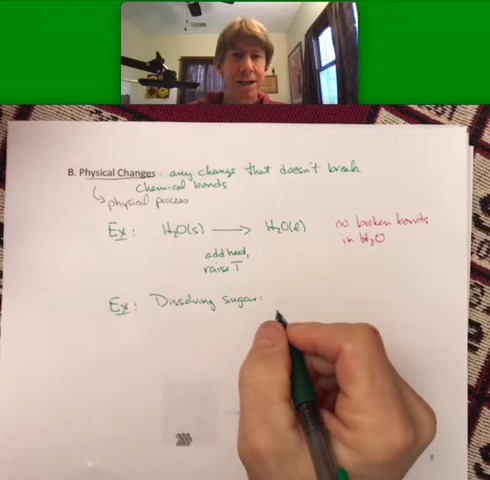 B. Physical Changes any change that doesn't break
chemical bonds
physical process
Ex: H₂O(s) ⟶ H₂O(ℓ) no broken bonds
in H₂O
add heat,
raise T
Ex: Dissolving sugar:
8